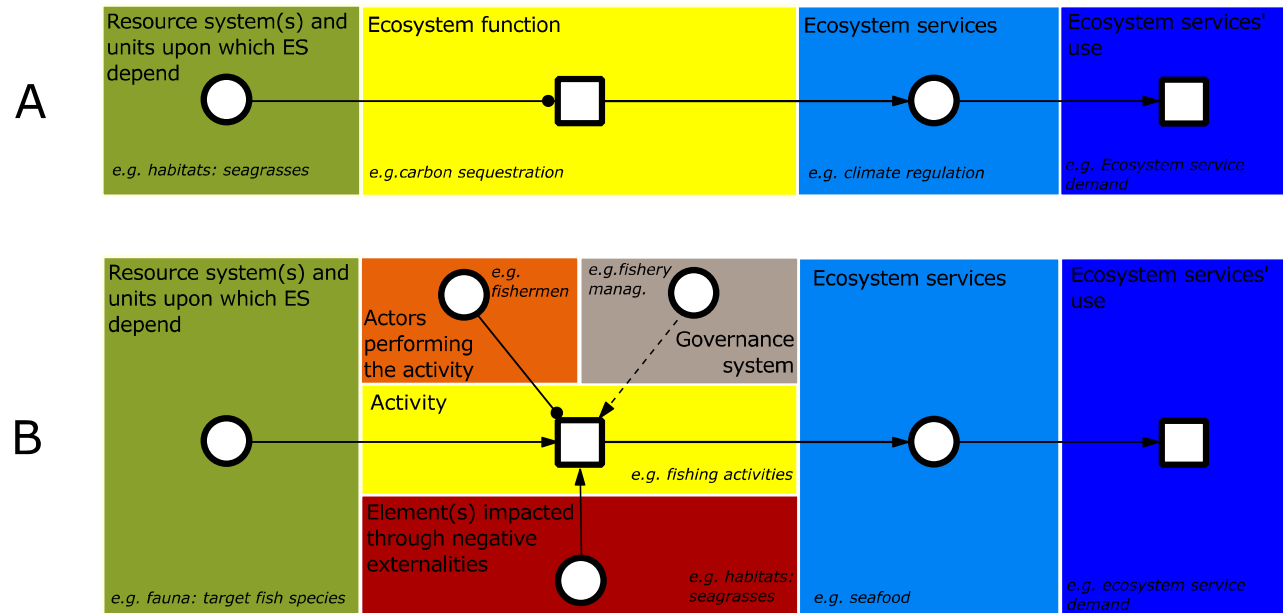 A
Resource system(s) and
units upon which ES
depend
e.g. habitats: seagrasses
Ecosystem function
e.g.carbon sequestration
Ecosystem services
e.g. climate regulation
Ecosystem services'
use
e.g. Ecosystem service
demand
B
Resource system(s) and
units upon which ES
depend
e.g. fauna: target fish species
e.g.
fishermen
Actors
performing
the activity
e.g.fishery
manag.
Governance
system
Activity
e.g. fishing activities
Element(s) impacted
through negative
externalities
e.g. habitats:
seagrasses
Ecosystem services
e.g. seafood
Ecosystem services'
use
e.g. ecosystem service
demand